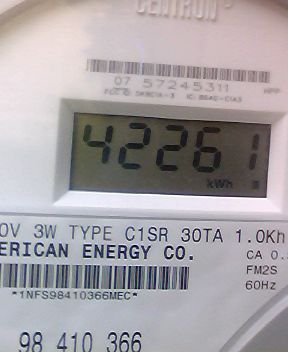 CENTRON
07 57245311
42261
kWh
0V 3W TYPE C1SR 30TA 1.0Kh
ERICAN ENERGY CO.
CA 0.
FM2S
60Hz
*1NFS98410366MEC*
98 410 366